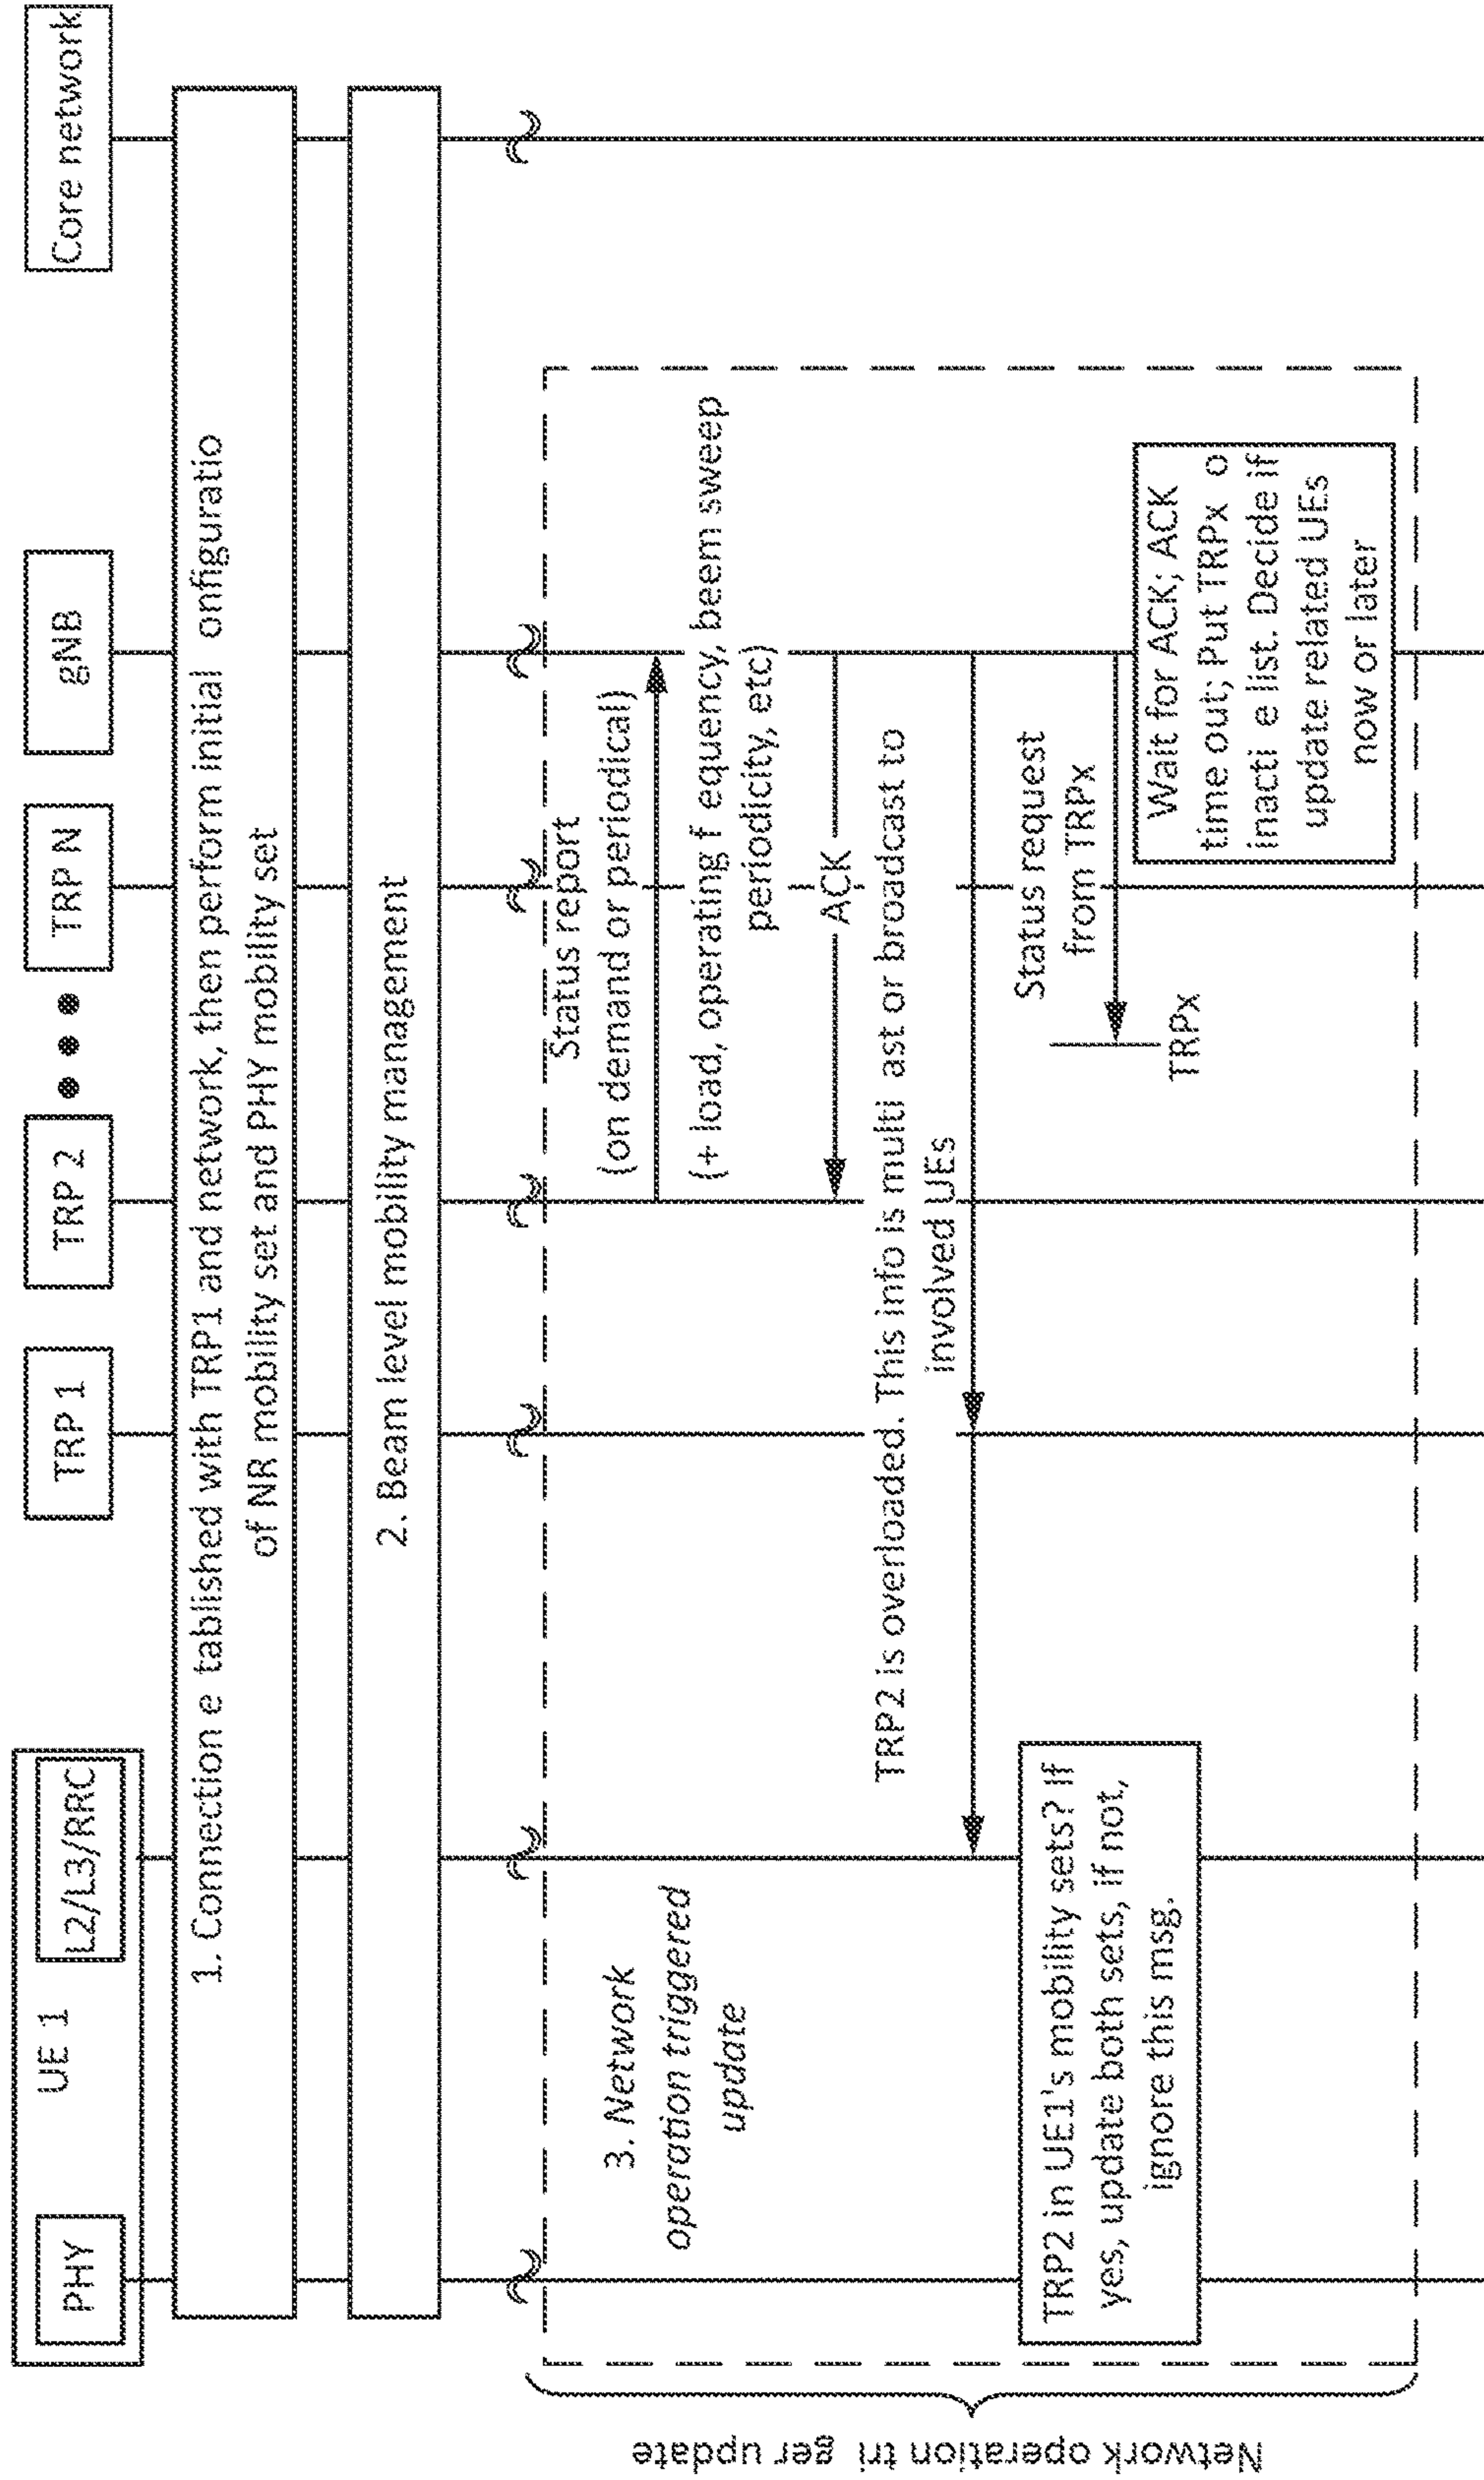 UE 1
PHY
L2/L3/RRC
TRP 1
TRP 2
TRP N
gNB
Core network
1. Connection e tablished with TRP1 and network, then perform initial onfiguratio
of NR mobility set and PHY mobility set
2. Beam level mobility management
3. Network
operation triggered
update
Status report
(on demand or periodical)
(+ load, operating f equency, beem sweep
periodicity, etc)
ACK
TRP2 is overloaded. This info is multi ast or broadcast to
involved UEs
TRP2 in UE1's mobility sets? If
yes, update both sets, if not,
ignore this msg.
Status request
from TRPx
TRPx
Wait for ACK; ACK
time out; Put TRPx o
inacti e list. Decide if
update related UEs
now or later
Network operation tri ger update